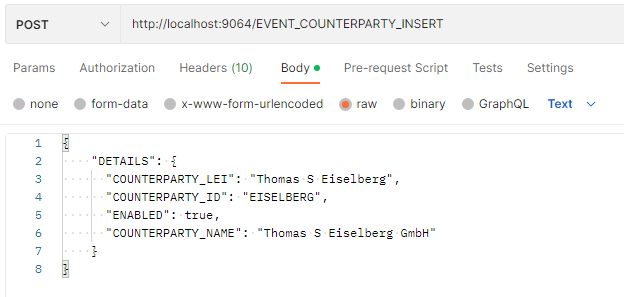 POST http://localhost:9064/EVENT_COUNTERPARTY_INSERT
Params Authorization Headers (10) Body Pre-request Script Tests Settings
none form-data x-www-form-urlencoded raw binary GraphQL Text
1 {
2 "DETAILS": {
3 "COUNTERPARTY_LEI": "Thomas S Eiselberg",
4 "COUNTERPARTY_ID": "EISELBERG",
5 "ENABLED": true,
6 "COUNTERPARTY_NAME": "Thomas S Eiselberg GmbH"
7 }
8 }